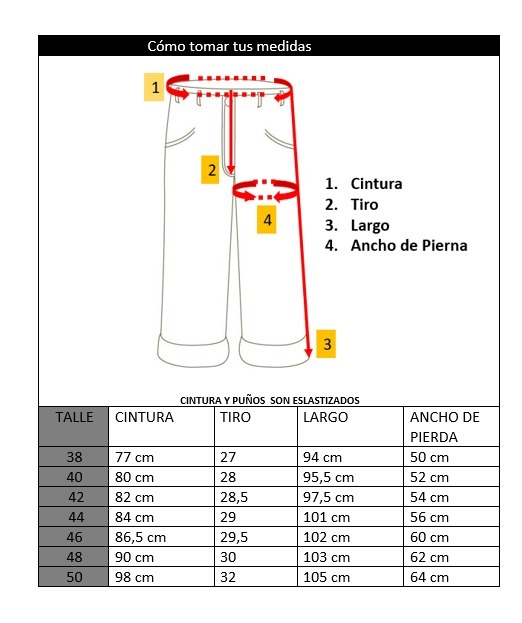 Cómo tomar tus medidas
1
2
4
3
1. Cintura
2. Tiro
3. Largo
4. Ancho de Pierna
CINTURA Y PUÑOS SON ESLASTIZADOS
TALLE CINTURA TIRO LARGO ANCHO DE
PIERDA
38 77 cm 27 94 cm 50 cm
40 80 cm 28 95,5 cm 52 cm
42 82 cm 28,5 97,5 cm 54 cm
44 84 cm 29 101 cm 56 cm
46 86,5 cm 29,5 102 cm 60 cm
48 90 cm 30 103 cm 62 cm
50 98 cm 32 105 cm 64 cm